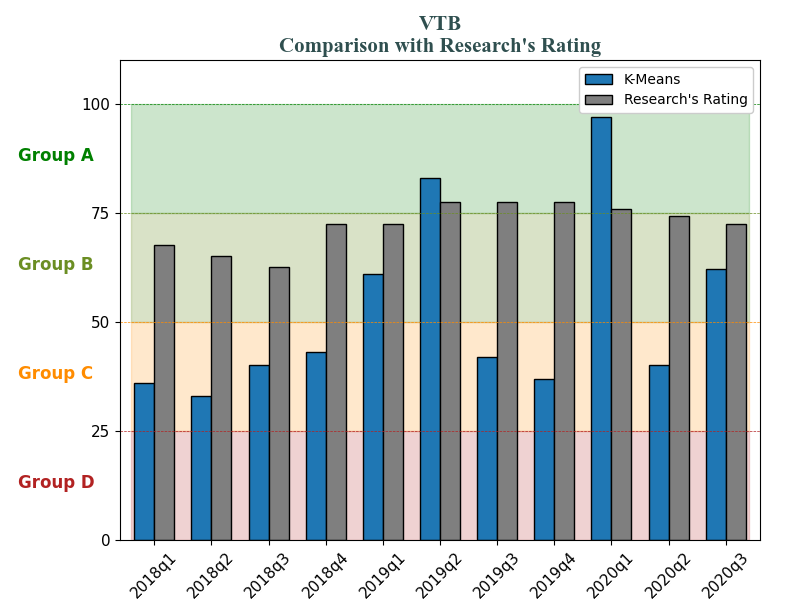 VTB
Comparison with Research's Rating
K-Means
Research's Rating
100
Group A
75
Group B
50
Group C
25
Group D
0
2018q1
2018q2
2018q3
2018q4
2019q1
2019q2
2019q3
2019q4
2020q1
2020q2
2020q3